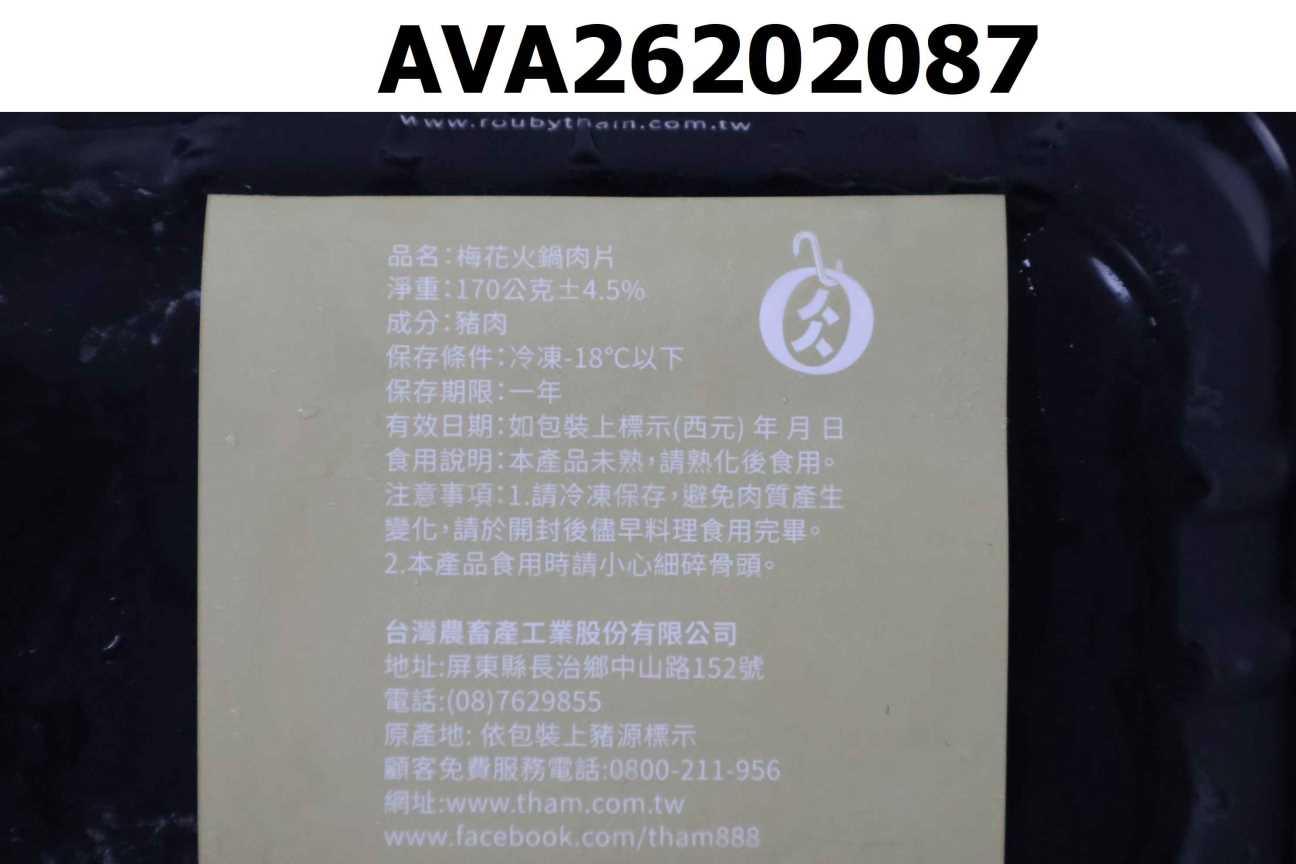 AVA26202087
www.roubytham.com.tw
品名:梅花火鍋肉片
淨重:170公克±4.5%
成分:豬肉
保存條件:冷凍-18°C以下
保存期限:一年
有效日期:如包裝上標示(西元) 年 月 日
食用說明:本產品未熟,請熟化後食用。
注意事項:1.請冷凍保存,避免肉質產生
變化,請於開封後儘早料理食用完畢。
2.本產品食用時請小心細碎骨頭。
台灣農畜產工業股份有限公司
地址:屏東縣長治鄉中山路152號
電話:(08)7629855
原產地: 依包裝上豬源標示
顧客免費服務電話:0800-211-956
網址:www.tham.com.tw
www.facebook.com/tham888